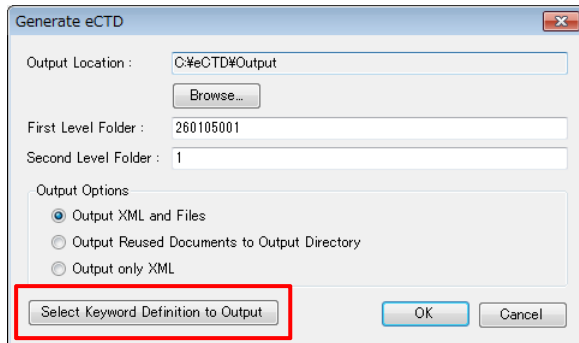 Generate eCTD
Output Location : C:¥eCTD¥Output
Browse...
First Level Folder : 260105001
Second Level Folder : 1
Output Options
Output XML and Files
Output Reused Documents to Output Directory
Output only XML
Select Keyword Definition to Output OK Cancel